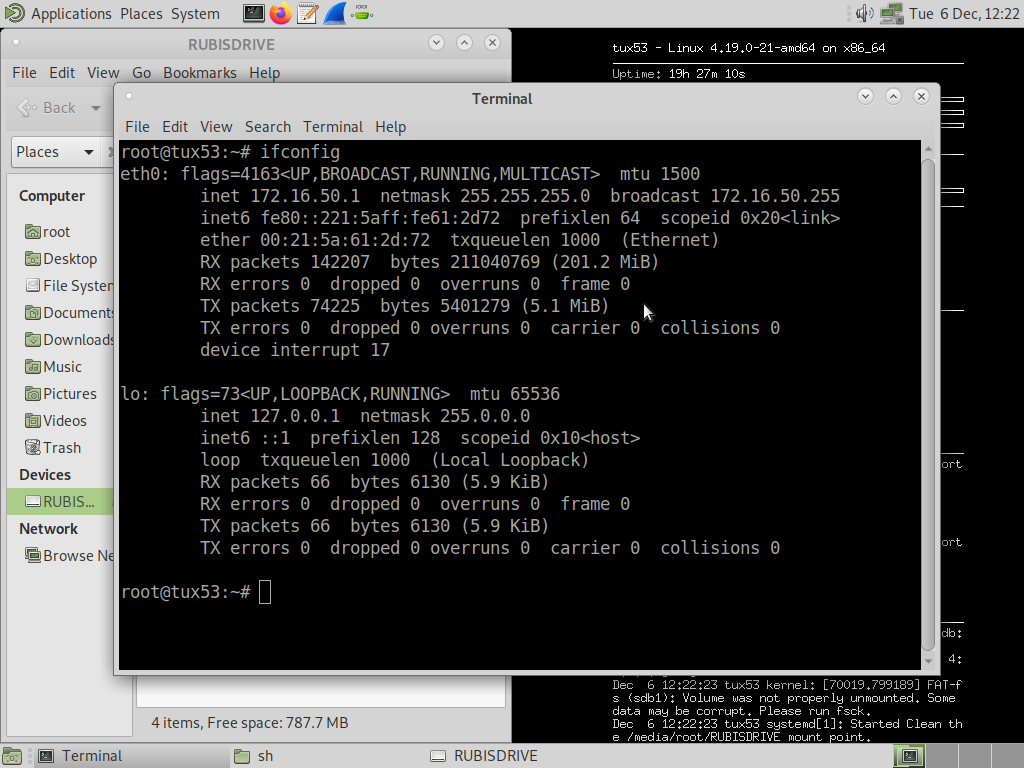 Applications Places System Tue 6 Dec, 12:22
RUBISDRIVE
File Edit View Go Bookmarks Help
Back
Places
Computer
root
Desktop
File System
Documents
Downloads
Music
Pictures
Videos
Trash
Devices
RUBIS...
Network
Browse Ne
4 items, Free space: 787.7 MB
tux53 - Linux 4.19.0-21-amd64 on x86_64
Uptime: 19h 27m 10s
Terminal
File Edit View Search Terminal Help
root@tux53:~# ifconfig
eth0: flags=4163<UP,BROADCAST,RUNNING,MULTICAST>  mtu 1500
        inet 172.16.50.1  netmask 255.255.255.0  broadcast 172.16.50.255
        inet6 fe80::221:5aff:fe61:2d72  prefixlen 64  scopeid 0x20<link>
        ether 00:21:5a:61:2d:72  txqueuelen 1000  (Ethernet)
        RX packets 142207  bytes 211040769 (201.2 MiB)
        RX errors 0  dropped 0  overruns 0  frame 0
        TX packets 74225  bytes 5401279 (5.1 MiB)
        TX errors 0  dropped 0 overruns 0  carrier 0  collisions 0
        device interrupt 17
lo: flags=73<UP,LOOPBACK,RUNNING>  mtu 65536
        inet 127.0.0.1  netmask 255.0.0.0
        inet6 ::1  prefixlen 128  scopeid 0x10<host>
        loop  txqueuelen 1000  (Local Loopback)
        RX packets 66  bytes 6130 (5.9 KiB)
        RX errors 0  dropped 0  overruns 0  frame 0
        TX packets 66  bytes 6130 (5.9 KiB)
        TX errors 0  dropped 0 overruns 0  carrier 0  collisions 0
root@tux53:~#
ort
ort
db:
4:
Dec  6 12:22:23 tux53 kernel: [70019.799189] FAT-f
s (sdb1): Volume was not properly unmounted. Some
data may be corrupt. Please run fsck.
Dec  6 12:22:23 tux53 systemd[1]: Started Clean th
e /media/root/RUBISDRIVE mount point.
Terminal
sh
RUBISDRIVE